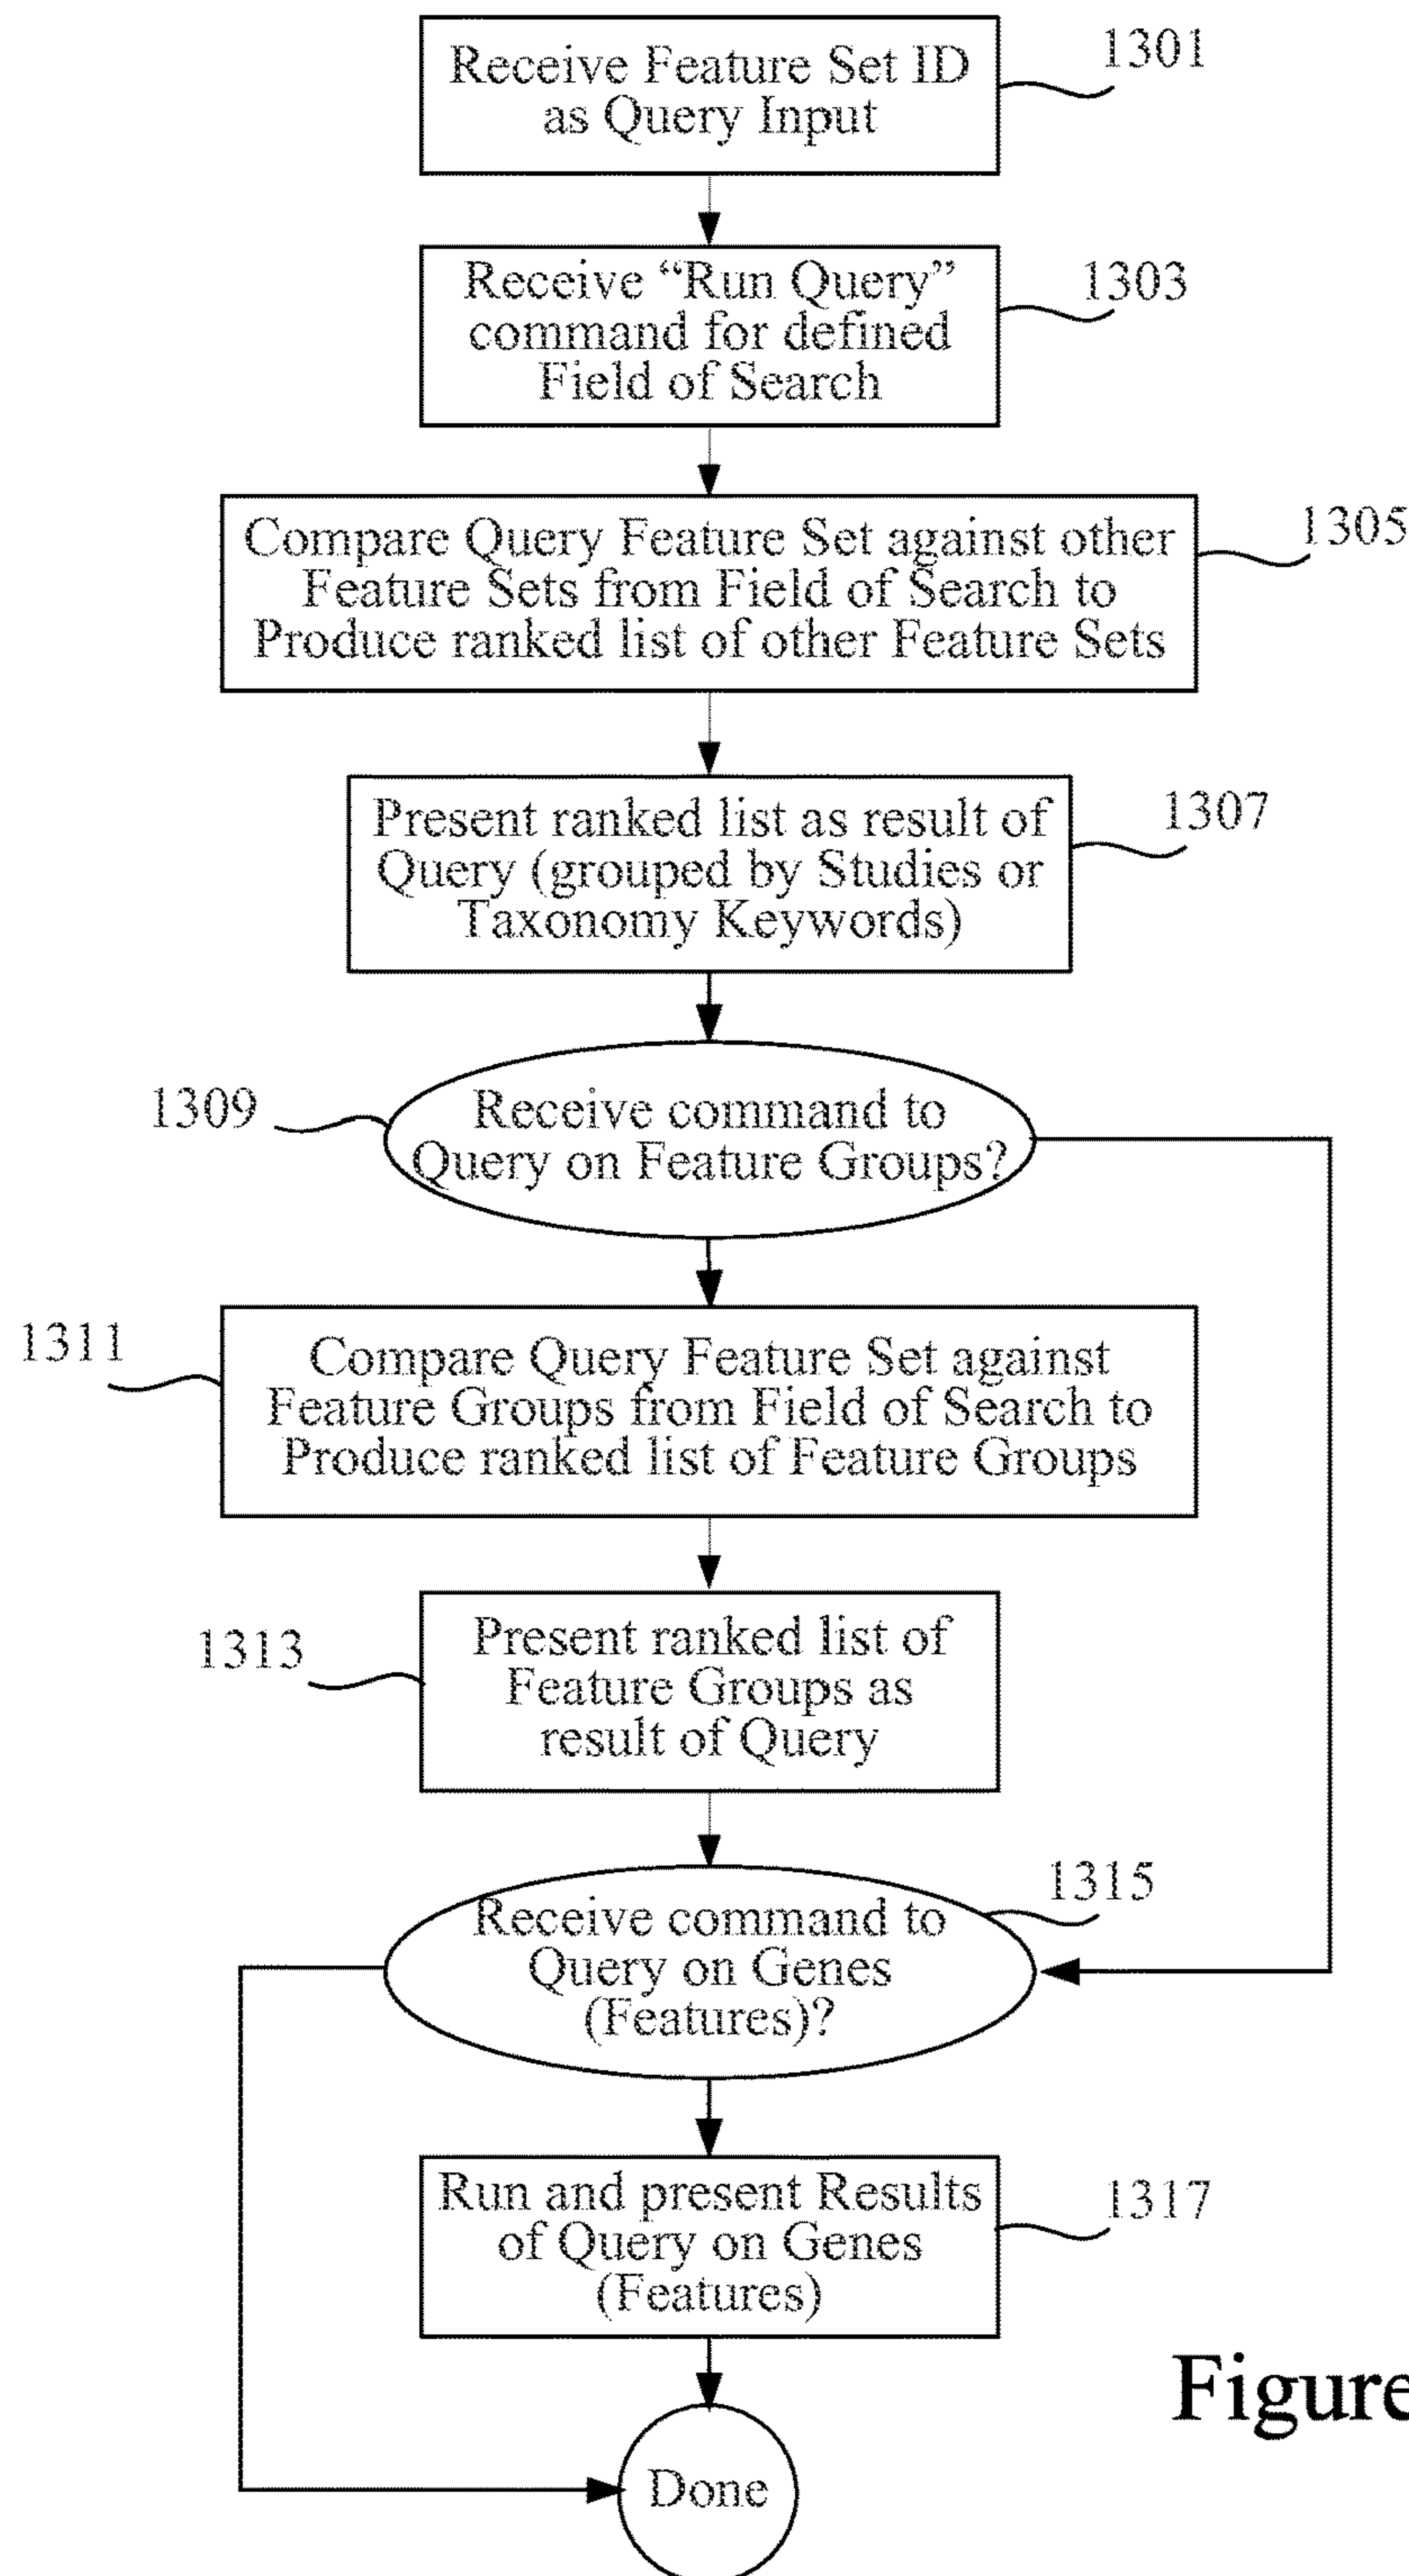 Receive Feature Set ID
as Query Input
1301
Receive “Run Query”
command for defined
Field of Search
1303
Compare Query Feature Set against other
Feature Sets from Field of Search to
Produce ranked list of other Feature Sets
1305
Present ranked list as result of
Query (grouped by Studies or
Taxonomy Keywords)
1307
1309
Receive command to
Query on Feature Groups?
1311
Compare Query Feature Set against
Feature Groups from Field of Search to
Produce ranked list of Feature Groups
1313
Present ranked list of
Feature Groups as
result of Query
1315
Receive command to
Query on Genes
(Features)?
Run and present Results
of Query on Genes
(Features)
1317
Figure
Done